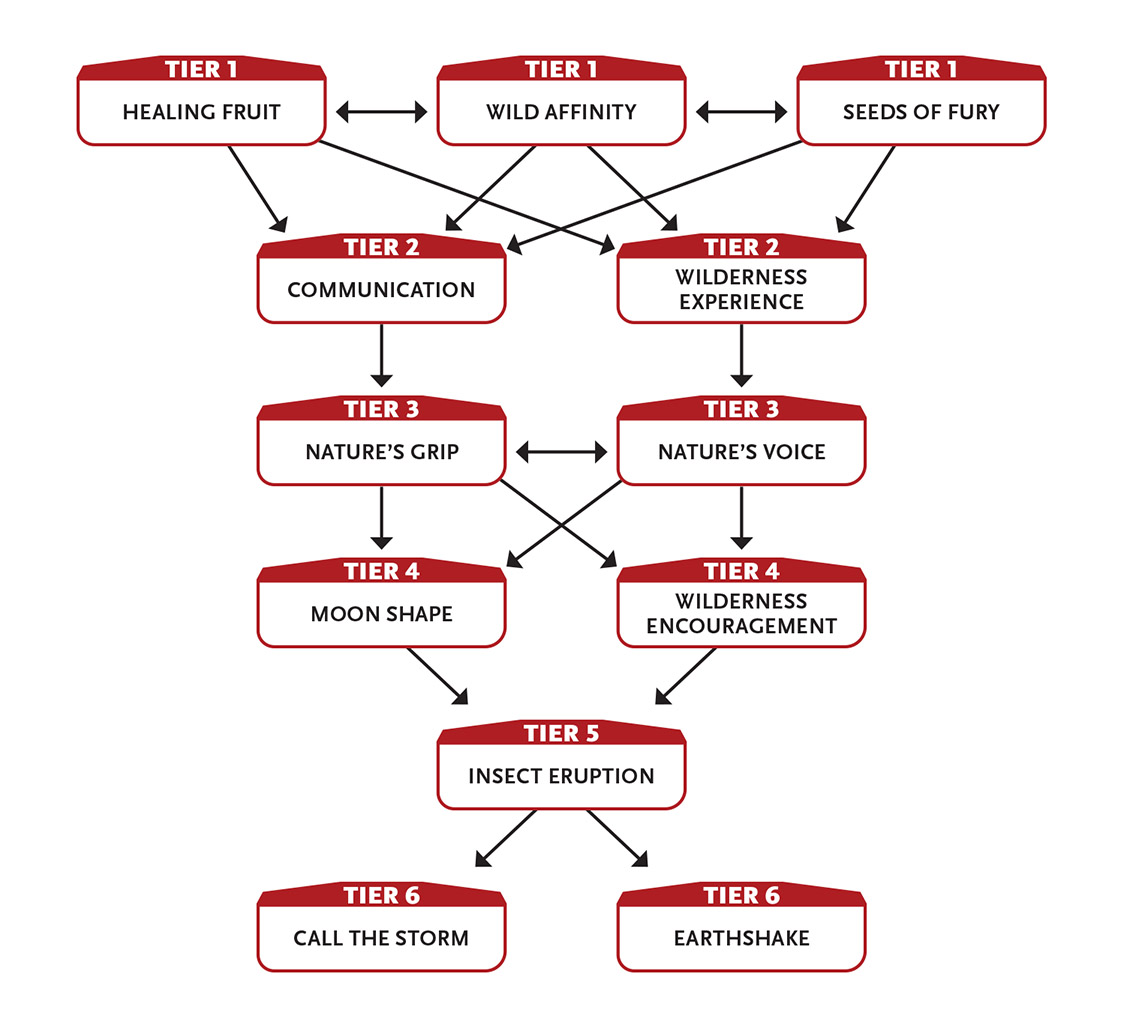 TIER 1
HEALING FRUIT
TIER 1
WILD AFFINITY
TIER 1
SEEDS OF FURY
TIER 2
COMMUNICATION
TIER 2
WILDERNESS
EXPERIENCE
TIER 3
NATURE’S GRIP
TIER 3
NATURE’S VOICE
TIER 4
MOON SHAPE
TIER 4
WILDERNESS
ENCOURAGEMENT
TIER 5
INSECT ERUPTION
TIER 6
CALL THE STORM
TIER 6
EARTHSHAKE